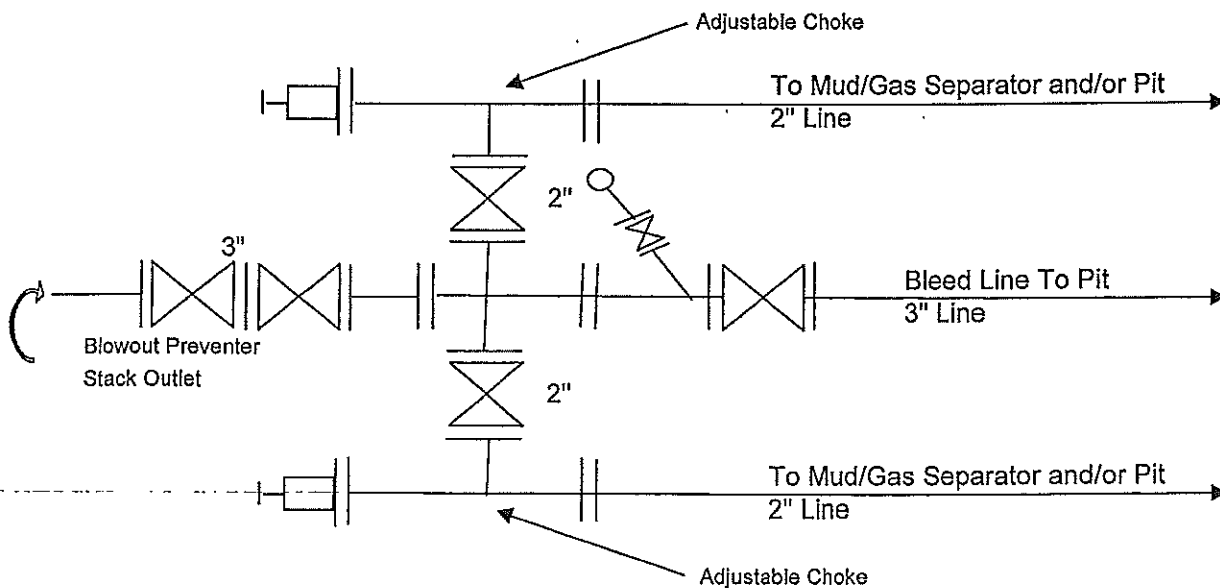 Adjustable Choke
To Mud/Gas Separator and/or Pit
2" Line
2"
3"
Bleed Line To Pit
3" Line
Blowout Preventer
Stack Outlet
2"
To Mud/Gas Separator and/or Pit
2" Line
Adjustable Choke